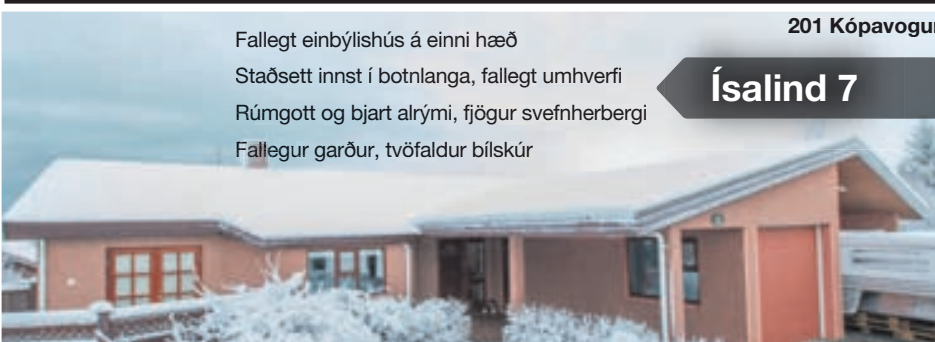 201 Kópavogur
Fallegt einbýlishús á einni hæð
Staðsett innst í botnlanga, fallegt umhverfi
Ísalind 7
Rúmgott og bjart alrými, fjögur svefnherbergi
Fallegur garður, tvöfaldur bílskúr